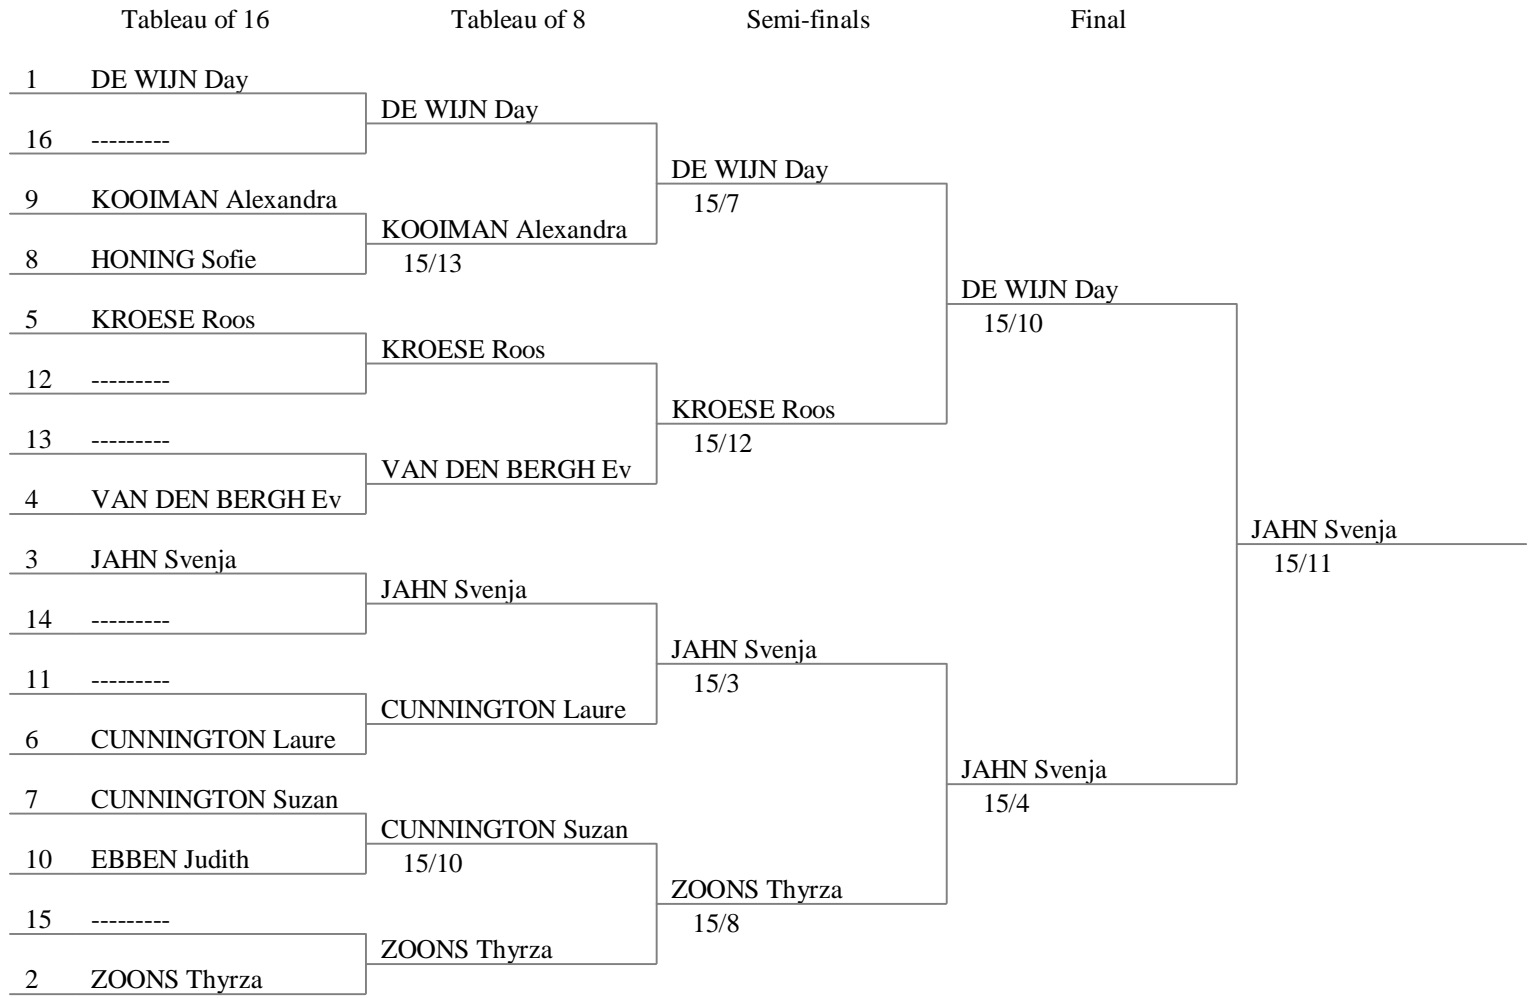 Tableau of 16 Tableau of 8 Semi-finals Final
1 DE WIJN Day
DE WIJN Day
16 ---------
DE WIJN Day
9 KOOIMAN Alexandra
15/7
KOOIMAN Alexandra
8 HONING Sofie
15/13
DE WIJN Day
5 KROESE Roos
15/10
KROESE Roos
12 ---------
KROESE Roos
13 ---------
15/12
VAN DEN BERGH Ev
4 VAN DEN BERGH Ev
JAHN Svenja
3 JAHN Svenja
15/11
JAHN Svenja
14 ---------
JAHN Svenja
11 ---------
15/3
CUNNINGTON Laure
6 CUNNINGTON Laure
JAHN Svenja
7 CUNNINGTON Suzan
15/4
CUNNINGTON Suzan
10 EBBEN Judith
15/10
ZOONS Thyrza
15 ---------
15/8
ZOONS Thyrza
2 ZOONS Thyrza